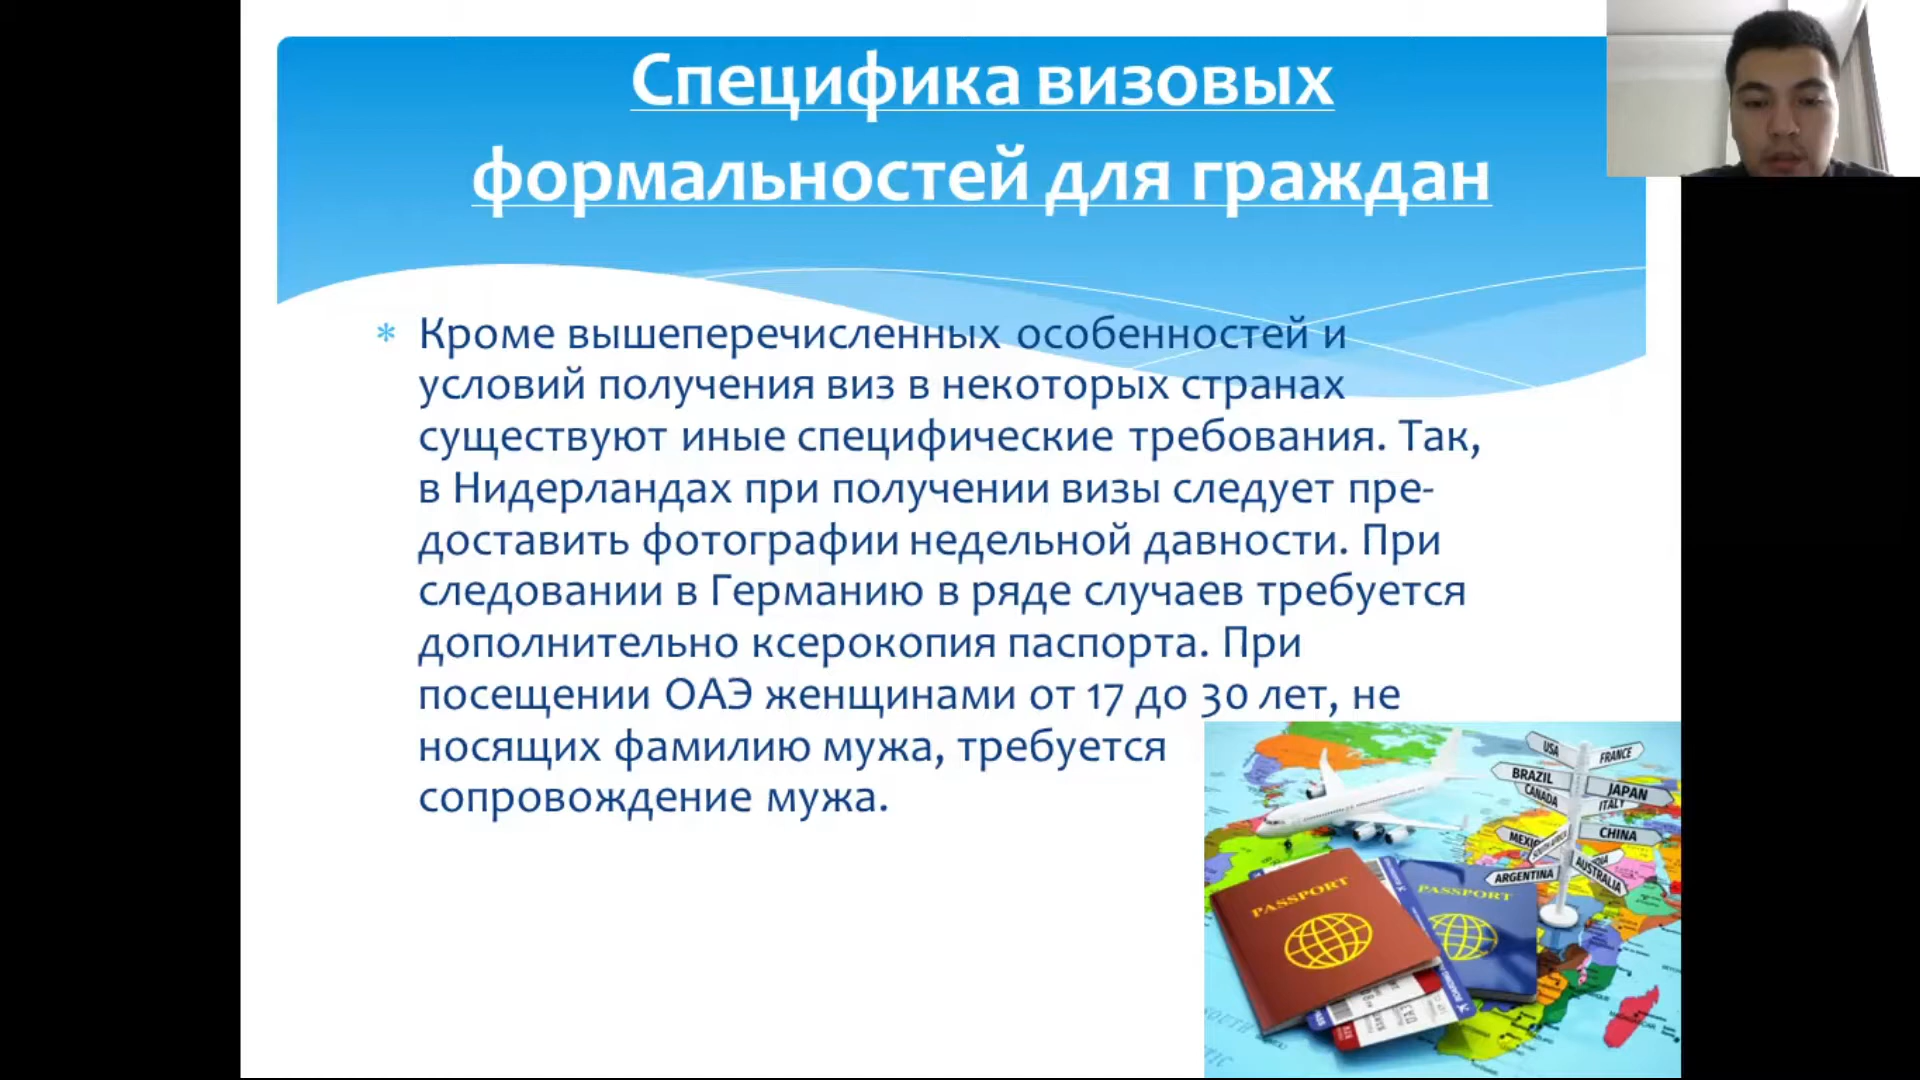 Специфика визовых
формальностей для граждан
* Кроме вышеперечисленных особенностей и
условий получения виз в некоторых странах
существуют иные специфические требования. Так,
в Нидерландах при получении визы следует пре-
доставить фотографии недельной давности. При
следовании в Германию в ряде случаев требуется
дополнительно ксерокопия паспорта. При
посещении ОАЭ женщинами от 17 до 30 лет, не
носящих фамилию мужа, требуется
сопровождение мужа.
USA
FRANCE
BRAZIL
JAPAN
CANADA
ITALY
CHINA
AUSTRALIA
ARGENTINA
PASSPORT
PASSPORT